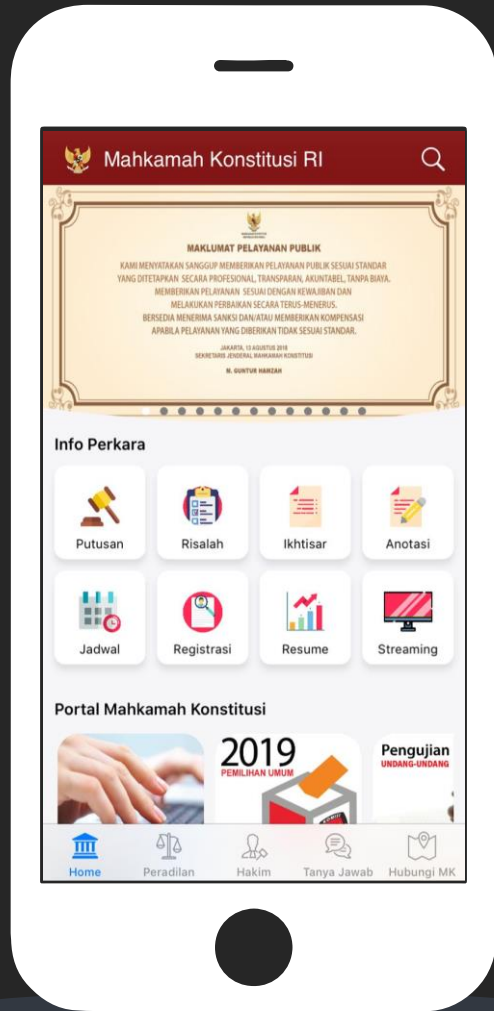 Mahkamah Konstitusi RI
MAKLUMAT PELAYANAN PUBLIK
KAMI MENYATAKAN SANGGUP MEMBERIKAN PELAYANAN PUBLIK SESUAI STANDAR
YANG DITETAPKAN SECARA PROFESIONAL, TRANSPARAN, AKUNTABEL, TANPA BIAYA.
MEMBERIKAN PELAYANAN SESUAI DENGAN KEWAJIBAN DAN
MELAKUKAN PERBAIKAN SECARA TERUS-MENERUS.
BERSEDIA MENERIMA SANKSI DAN/ATAU MEMBERIKAN KOMPENSASI
APABILA PELAYANAN YANG DIBERIKAN TIDAK SESUAI STANDAR.
JAKARTA, 13 AGUSTUS 2018
SEKRETARIS JENDERAL MAHKAMAH KONSTITUSI
M. GUNTUR HAMZAH
Info Perkara
Putusan Risalah Ikhtisar Anotasi
Jadwal Registrasi Resume Streaming
Portal Mahkamah Konstitusi
2019
PEMILIHAN UMUM
Pengujian
UNDANG-UNDANG
Home Peradilan Hakim Tanya Jawab Hubungi MK